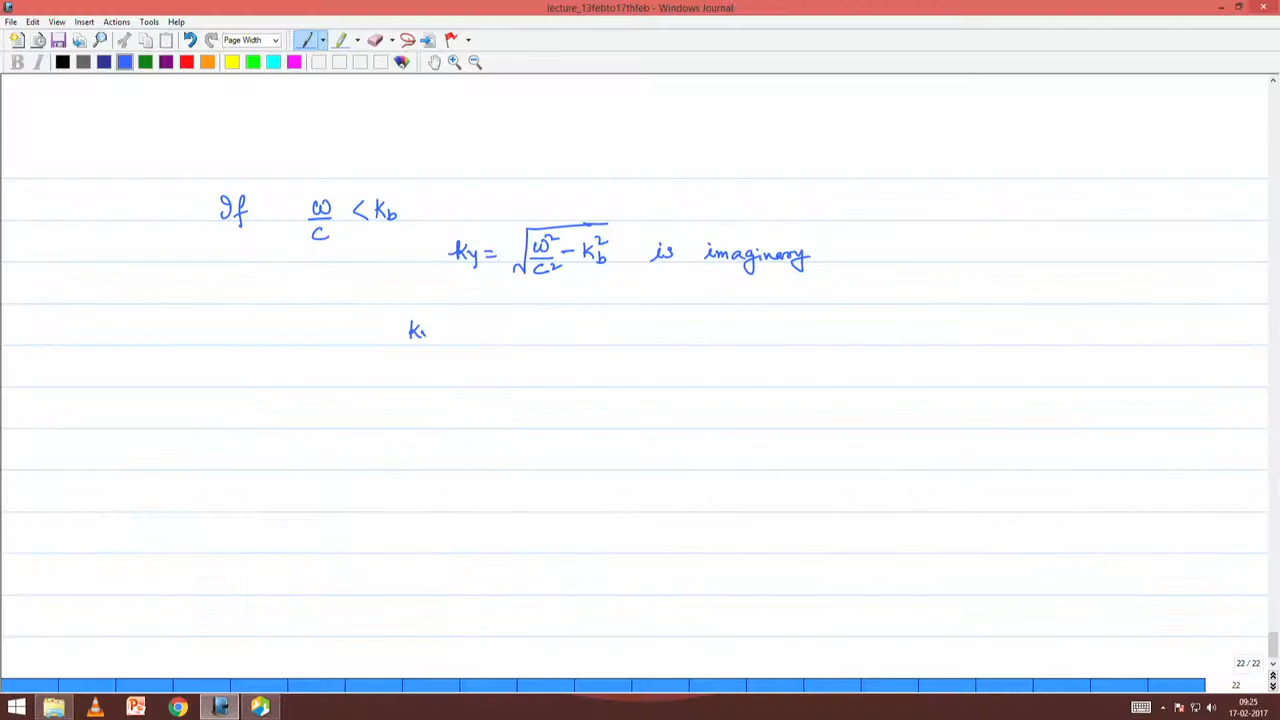 lecture_13febto17thfeb - Windows Journal
File Edit View Insert Actions Tools Help
Page Width
B I
If ω/c < k_b
k_y = √(ω²/c² − k_b²) is imaginery
k
22 / 22
22
09:25
17-02-2017